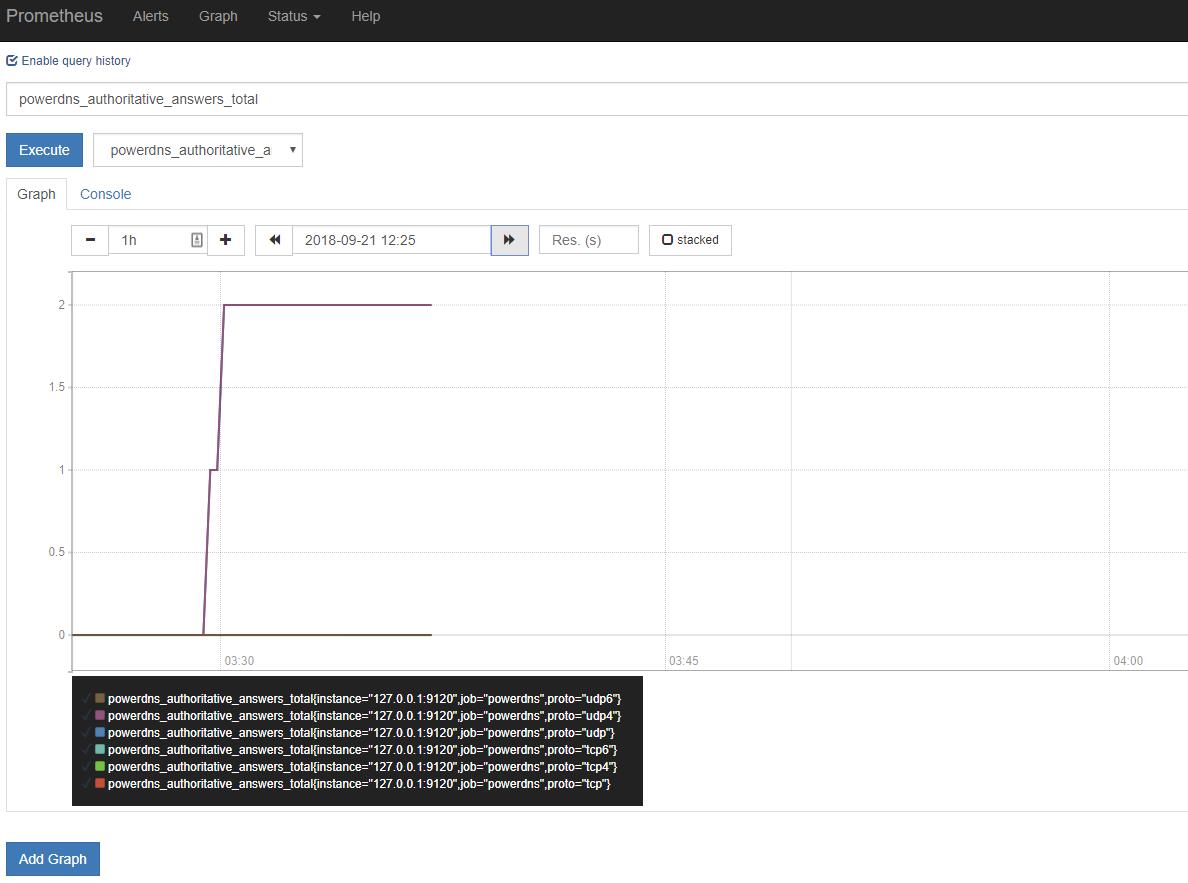 Prometheus Alerts Graph Status Help
Enable query history
powerdns_authoritative_answers_total
Execute powerdns_authoritative_a
Graph Console
1h 2018-09-21 12:25 Res. (s) stacked
2
1.5
1
0.5
0
03:30 03:45 04:00
powerdns_authoritative_answers_total{instance="127.0.0.1:9120",job="powerdns",proto="udp6"}
powerdns_authoritative_answers_total{instance="127.0.0.1:9120",job="powerdns",proto="udp4"}
powerdns_authoritative_answers_total{instance="127.0.0.1:9120",job="powerdns",proto="udp"}
powerdns_authoritative_answers_total{instance="127.0.0.1:9120",job="powerdns",proto="tcp6"}
powerdns_authoritative_answers_total{instance="127.0.0.1:9120",job="powerdns",proto="tcp4"}
powerdns_authoritative_answers_total{instance="127.0.0.1:9120",job="powerdns",proto="tcp"}
Add Graph